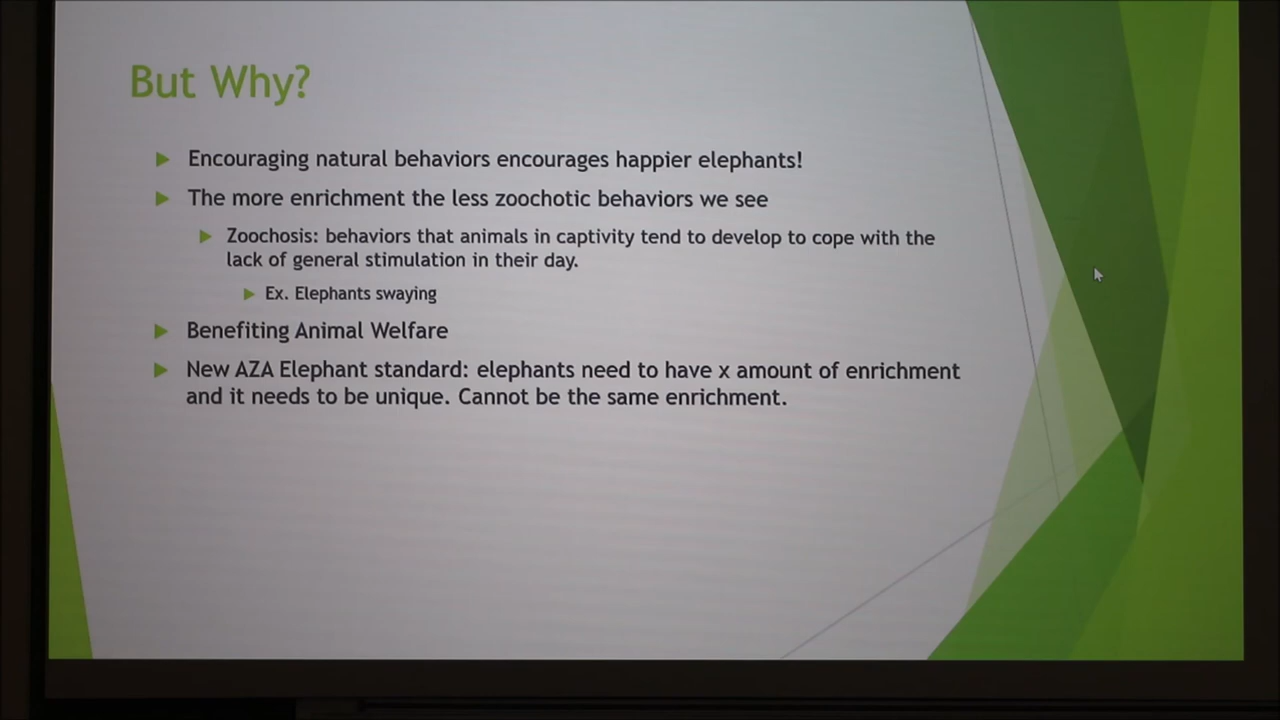 But Why?
Encouraging natural behaviors encourages happier elephants!
The more enrichment the less zoochotic behaviors we see
Zoochosis: behaviors that animals in captivity tend to develop to cope with the
lack of general stimulation in their day.
Ex. Elephants swaying
Benefiting Animal Welfare
New AZA Elephant standard: elephants need to have x amount of enrichment
and it needs to be unique. Cannot be the same enrichment.